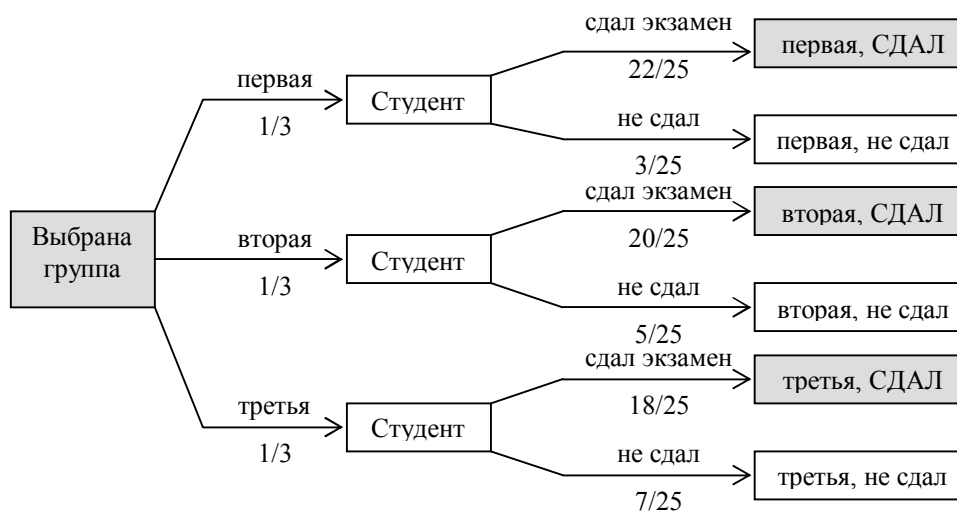 сдал экзамен
22/25
первая, СДАЛ
первая
1/3
Студент
не сдал
3/25
первая, не сдал
сдал экзамен
20/25
вторая, СДАЛ
Выбрана
группа
вторая
1/3
Студент
не сдал
5/25
вторая, не сдал
сдал экзамен
18/25
третья, СДАЛ
третья
1/3
Студент
не сдал
7/25
третья, не сдал